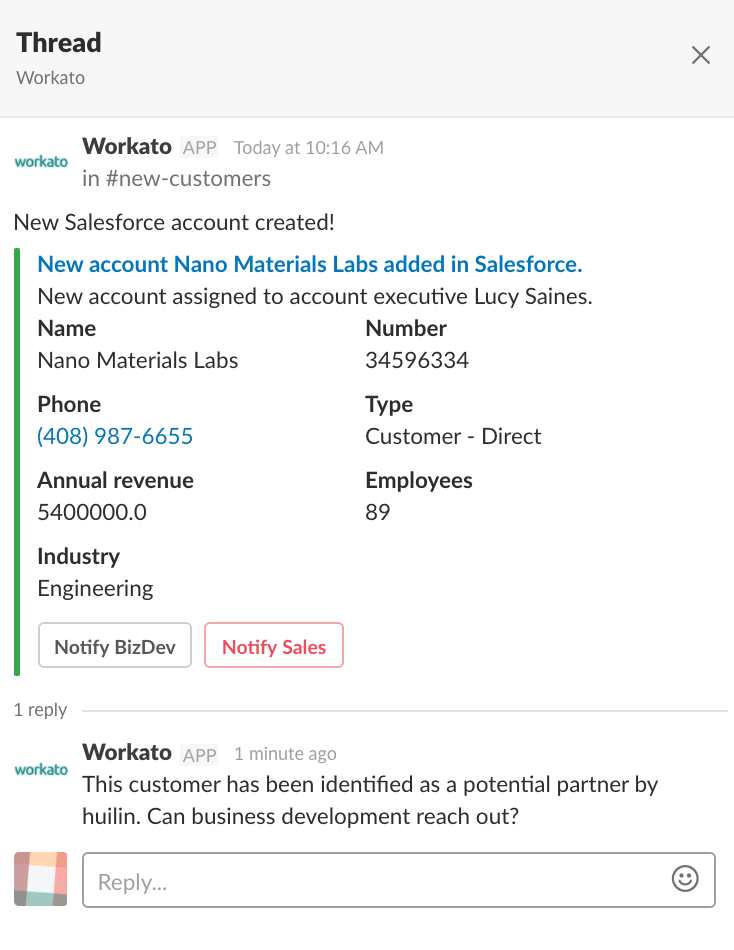 Thread
Workato
workato
Workato APP Today at 10:16 AM
in #new-customers
New Salesforce account created!
New account Nano Materials Labs added in Salesforce.
New account assigned to account executive Lucy Saines.
Name Number
Nano Materials Labs 34596334
Phone Type
(408) 987-6655 Customer - Direct
Annual revenue Employees
5400000.0 89
Industry
Engineering
Notify BizDev Notify Sales
1 reply
workato
Workato APP 1 minute ago
This customer has been identified as a potential partner by
huilin. Can business development reach out?
Reply...